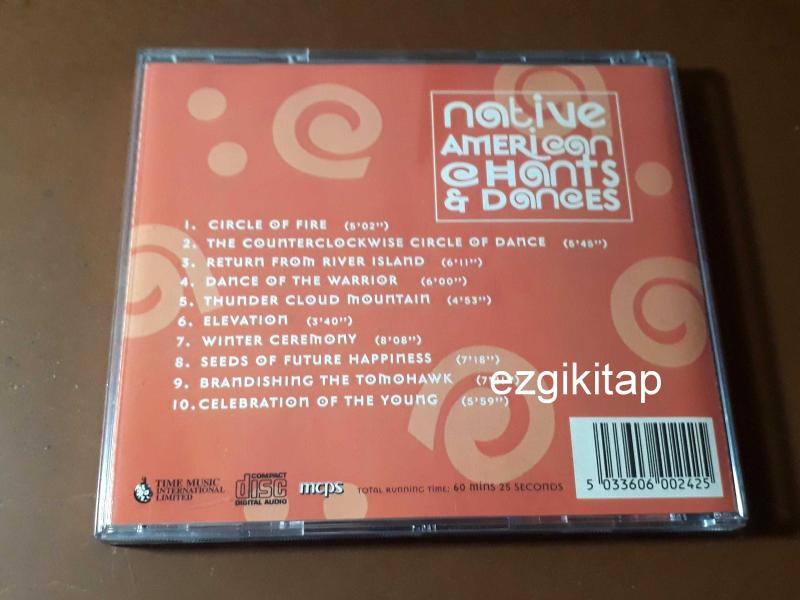 native
american
chants
& dances
1. CIRCLE OF FIRE (5'02")
2. THE COUNTERCLOCKWISE CIRCLE OF DANCE (5'45")
3. RETURN FROM RIVER ISLAND (6'11")
4. DANCE OF THE WARRIOR (6'00")
5. THUNDER CLOUD MOUNTAIN (4'53")
6. ELEVATION (3'40")
7. WINTER CEREMONY (8'08")
8. SEEDS OF FUTURE HAPPINESS (7'18")
9. BRANDISHING THE TOMOHAWK
ezgikitap
10. CELEBRATION OF THE YOUNG (5'59")
TIME MUSIC
INTERNATIONAL
LIMITED
COMPACT
disc
DIGITAL AUDIO
mcps
TOTAL RUNNING TIME: 60 MINS 25 SECONDS
5 033606 002425